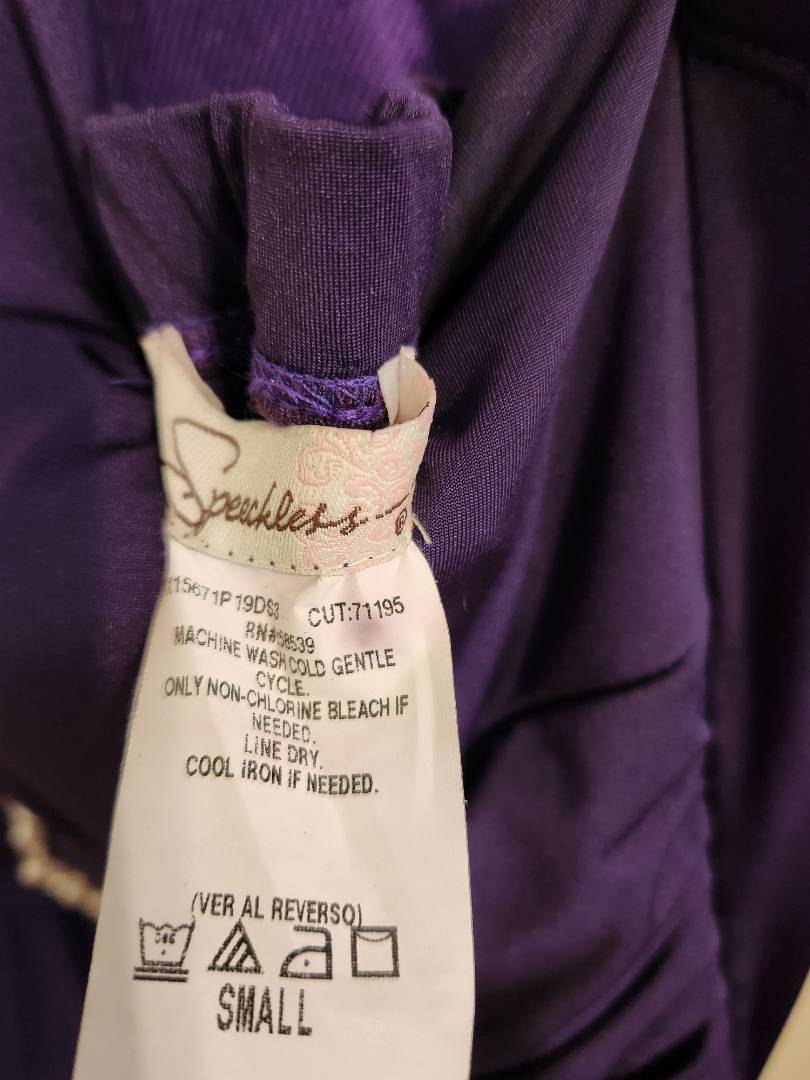 Speechless ®
15671P19DS3 CUT:71195
RN#58539
MACHINE WASH COLD GENTLE
CYCLE.
ONLY NON-CHLORINE BLEACH IF
NEEDED.
LINE DRY.
COOL IRON IF NEEDED.
(VER AL REVERSO)
SMALL